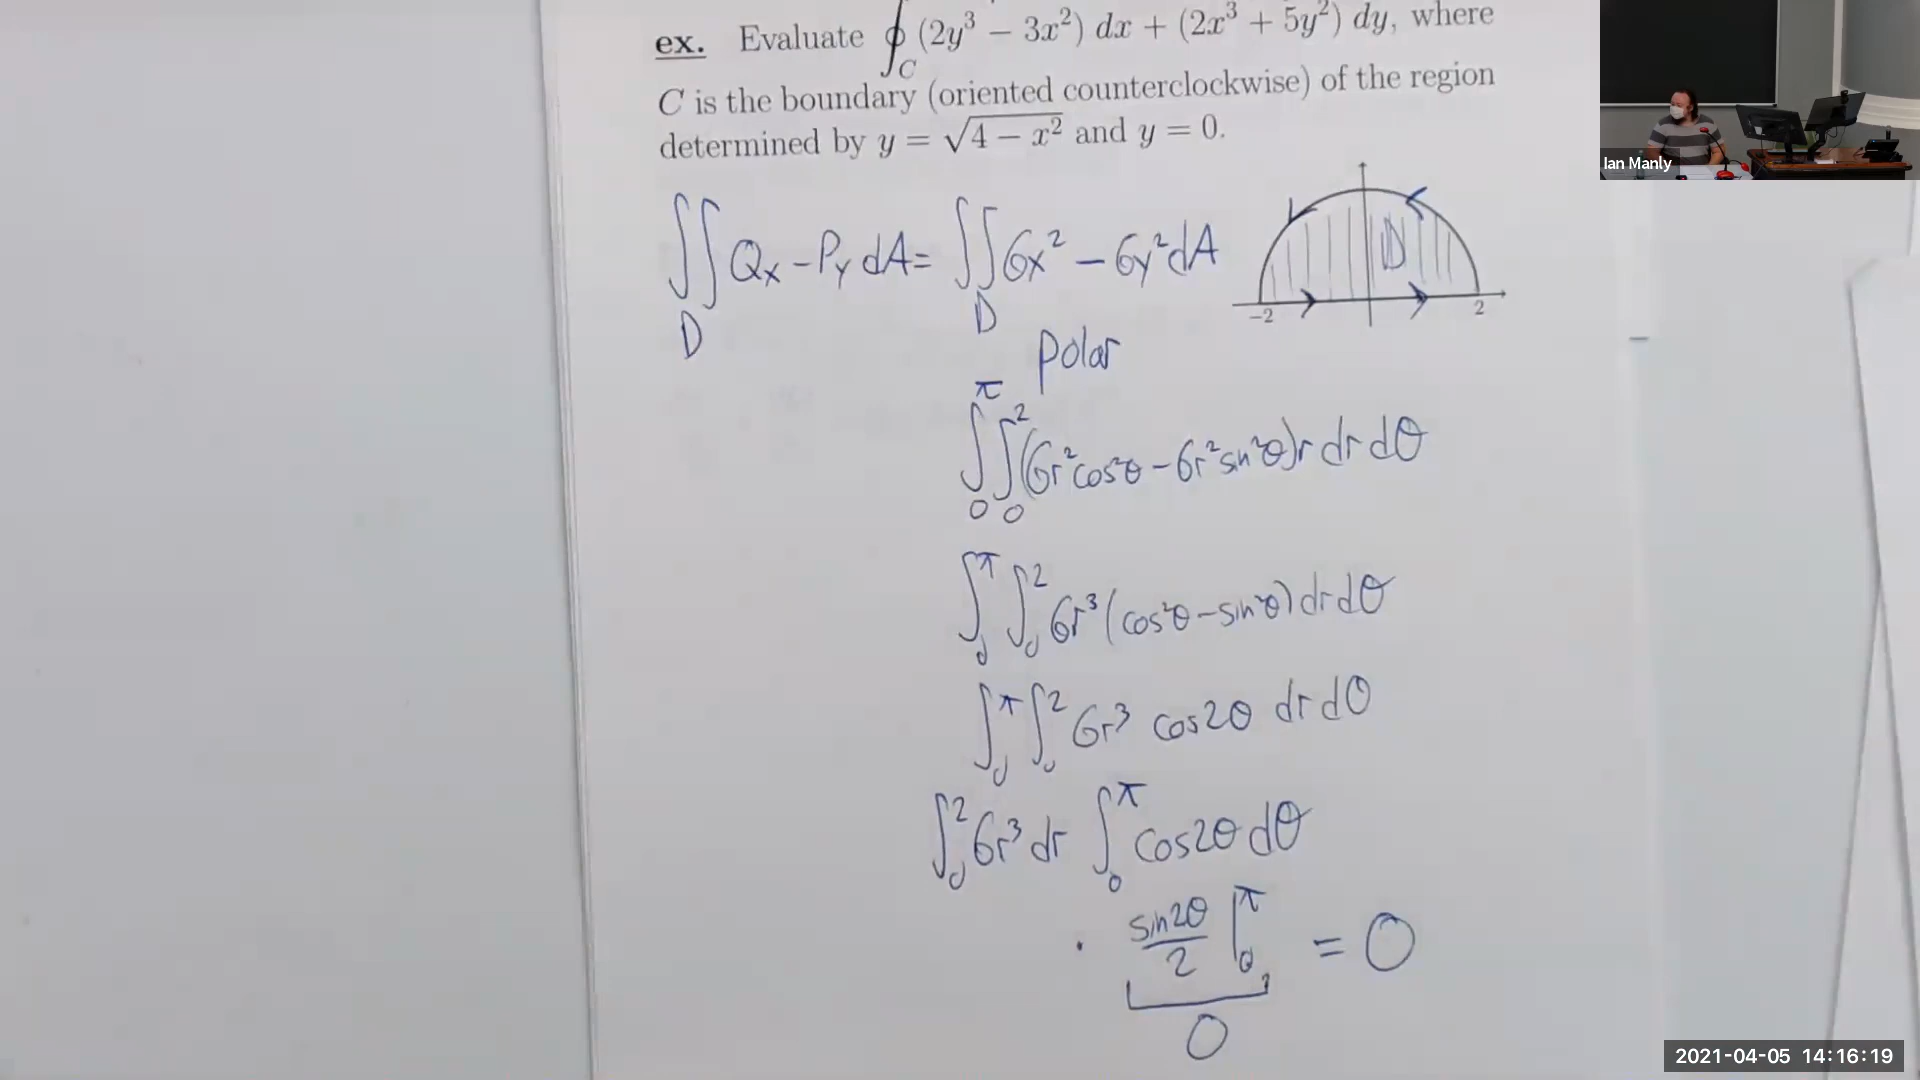 ex. Evaluate ∮_C (2y³ − 3x²) dx + (2x³ + 5y²) dy, where
C is the boundary (oriented counterclockwise) of the region
determined by y = √(4 − x²) and y = 0.
Ian Manly
∬_D Qx − Py dA = ∬_D 6x² − 6y² dA
D
−2 2
polar
∫_0^π ∫_0^2 (6r²cos²θ − 6r²sin²θ) r dr dθ
∫_0^π ∫_0^2 6r³ (cos²θ − sin²θ) dr dθ
∫_0^π ∫_0^2 6r³ cos2θ dr dθ
∫_0^2 6r³ dr ∫_0^π cos2θ dθ
· sin2θ/2 |_0^π = 0
0
2021-04-05 14:16:19